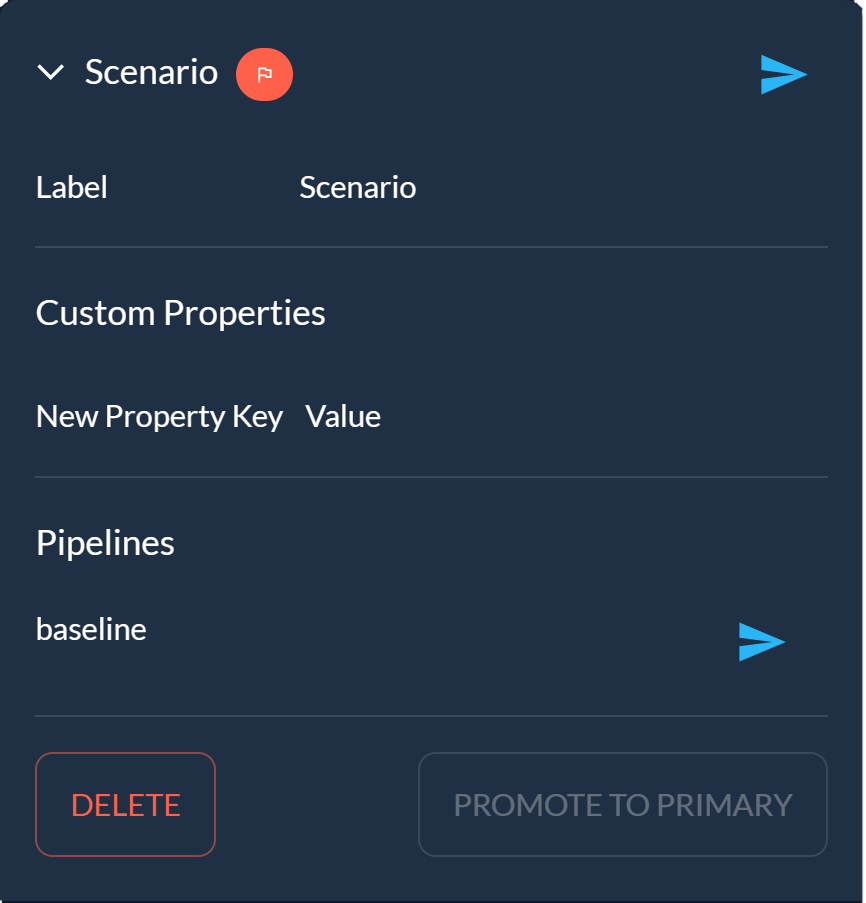 Scenario
Label Scenario
Custom Properties
New Property Key Value
Pipelines
baseline
DELETE PROMOTE TO PRIMARY